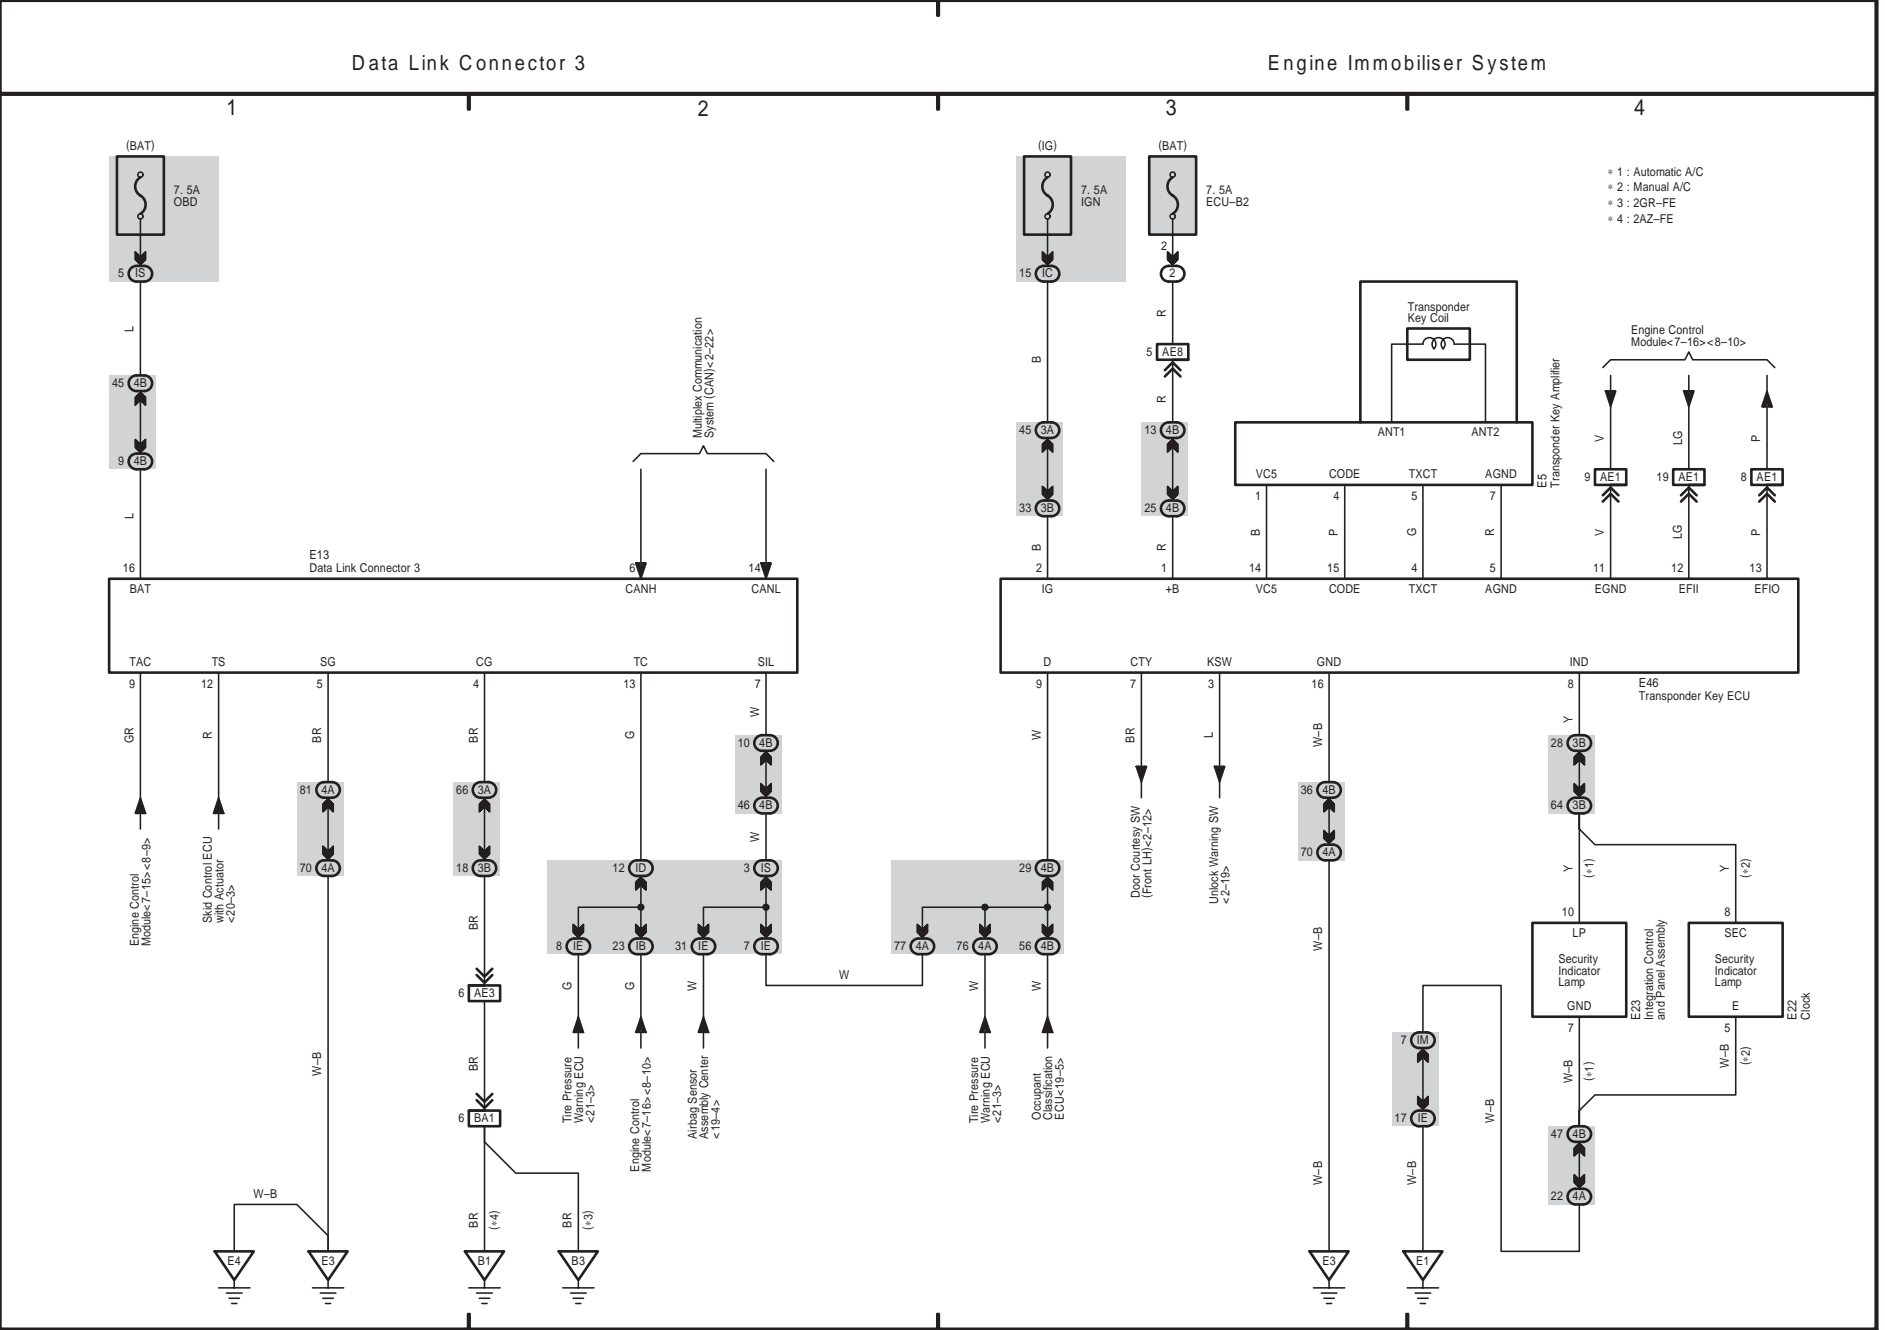 Data Link Connector 3
Engine Immobiliser System
1
2
3
4
(BAT)
7. 5A
OBD
5 IS
L
45 4B
9 4B
L
16
E13
Data Link Connector 3
Multiplex Communication
System (CAN)<2–22>
6
14
BAT
CANH
CANL
TAC
TS
SG
CG
TC
SIL
9
12
5
4
13
7
GR
R
BR
BR
G
W
10 4B
46 4B
W
81 4A
70 4A
66 3A
18 3B
Engine Control
Module<7–15><8–9>
Skid Control ECU
with Actuator
<20–3>
12 ID
3 IS
8 IE
23 IB
31 IE
7 IE
BR
6 AE3
BR
6 BA1
G
G
W
W
Tire Pressure
Warning ECU
<21–3>
Engine Control
Module<7–16><8–10>
Airbag Sensor
Assembly Center
<19–4>
W–B
W–B
BR
(*4)
BR
(*3)
E4
E3
B1
B3
(IG)
7. 5A
IGN
15 IC
(BAT)
7. 5A
ECU–B2
2
2
R
5 AE8
R
B
45 3A
33 3B
B
13 4B
25 4B
R
* 1 : Automatic A/C
* 2 : Manual A/C
* 3 : 2GR–FE
* 4 : 2AZ–FE
Transponder
Key Coil
ANT1
ANT2
VC5
CODE
TXCT
AGND
E5
Transponder Key Amplifier
1
4
5
7
B
P
G
R
Engine Control
Module<7–16><8–10>
V
LG
P
9 AE1
19 AE1
8 AE1
V
LG
P
2
1
14
15
4
5
11
12
13
IG
+B
VC5
CODE
TXCT
AGND
EGND
EFII
EFIO
D
CTY
KSW
GND
IND
9
7
3
16
8
E46
Transponder Key ECU
W
BR
L
W–B
Y
Door Courtesy SW
(Front LH)<2–12>
Unlock Warning SW
<2–19>
29 4B
77 4A
76 4A
56 4B
W
W
Tire Pressure
Warning ECU
<21–3>
Occupant
Classification
ECU<19–5>
36 4B
70 4A
W–B
W–B
E3
28 3B
64 3B
Y
(*1)
Y
(*2)
10
8
LP
Security
Indicator
Lamp
GND
E23
Integration Control
and Panel Assembly
SEC
Security
Indicator
Lamp
E
E22
Clock
7
5
W–B
(*1)
W–B
(*2)
7 IM
17 IE
W–B
W–B
47 4B
22 4A
E1